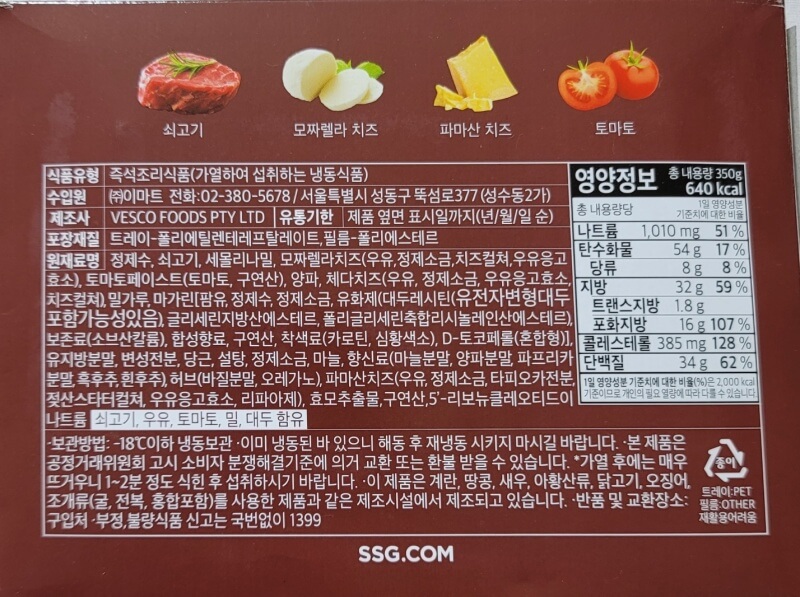 쇠고기
모짜렐라 치즈
파마산 치즈
토마토
식품유형 즉석조리식품(가열하여 섭취하는 냉동식품)
수입원 ㈜이마트 전화:02-380-5678 / 서울특별시 성동구 뚝섬로377 (성수동2가)
제조사 VESCO FOODS PTY LTD 유통기한 제품 옆면 표시일까지(년/월/일 순)
포장재질 트레이-폴리에틸렌테레프탈레이트,필름-폴리에스테르
원재료명 정제수, 쇠고기, 세몰리나밀, 모짜렐라치즈(우유,정제소금,치즈컬쳐,우유응고
효소), 토마토페이스트(토마토, 구연산), 양파, 체다치즈(우유, 정제소금, 우유응고효소,
치즈컬쳐),밀가루, 마가린[팜유, 정제수, 정제소금, 유화제(대두레시틴(유전자변형대두
포함가능성있음), 글리세린지방산에스테르, 폴리글리세린축합리시놀레인산에스테르),
보존료(소브산칼륨), 합성향료, 구연산, 착색료(카로틴, 심황색소), D-토코페롤(혼합형)],
유지방분말, 변성전분, 당근, 설탕, 정제소금, 마늘, 향신료(마늘분말, 양파분말 파프리카
분말,흑후추,흰후추), 허브(바질분말, 오레가노), 파마산치즈(우유, 정제소금, 타피오카전분,
젖산스타터컬쳐, 우유응고효소, 리파아제), 효모추출물,구연산,5'-리보뉴클레오티드이
나트륨 쇠고기, 우유, 토마토, 밀, 대두 함유
영양정보 총 내용량 350g
640 kcal
총 내용량당 1일 영양성분
기준치에 대한 비율
나트륨 1,010 mg 51 %
탄수화물 54 g 17 %
당류 8 g 8 %
지방 32 g 59 %
트랜스지방 1.8 g
포화지방 16 g 107 %
콜레스테롤 385 mg 128 %
단백질 34 g 62 %
1일 영양성분 기준치에 대한 비율(%)은 2,000 kcal
기준이므로 개인의 필요 열량에 따라 다를 수 있습니다
·보관방법: -18℃이하 냉동보관 ·이미 냉동된 바 있으니 해동 후 재냉동 시키지 마시길 바랍니다. ·본 제품은
공정거래위원회 고시 소비자 분쟁해결기준에 의거 교환 또는 환불 받을 수 있습니다. *가열 후에는 매우
뜨거우니 1~2분 정도 식힌 후 섭취하시기 바랍니다. ·이 제품은 계란, 땅콩, 새우, 아황산류, 닭고기, 오징어,
조개류(굴, 전복, 홍합포함)를 사용한 제품과 같은 제조시설에서 제조되고 있습니다. ·반품 및 교환장소:
구입처 ·부정,불량식품 신고는 국번없이 1399
종이
트레이:PET
필름:OTHER
재활용어려움
SSG.COM